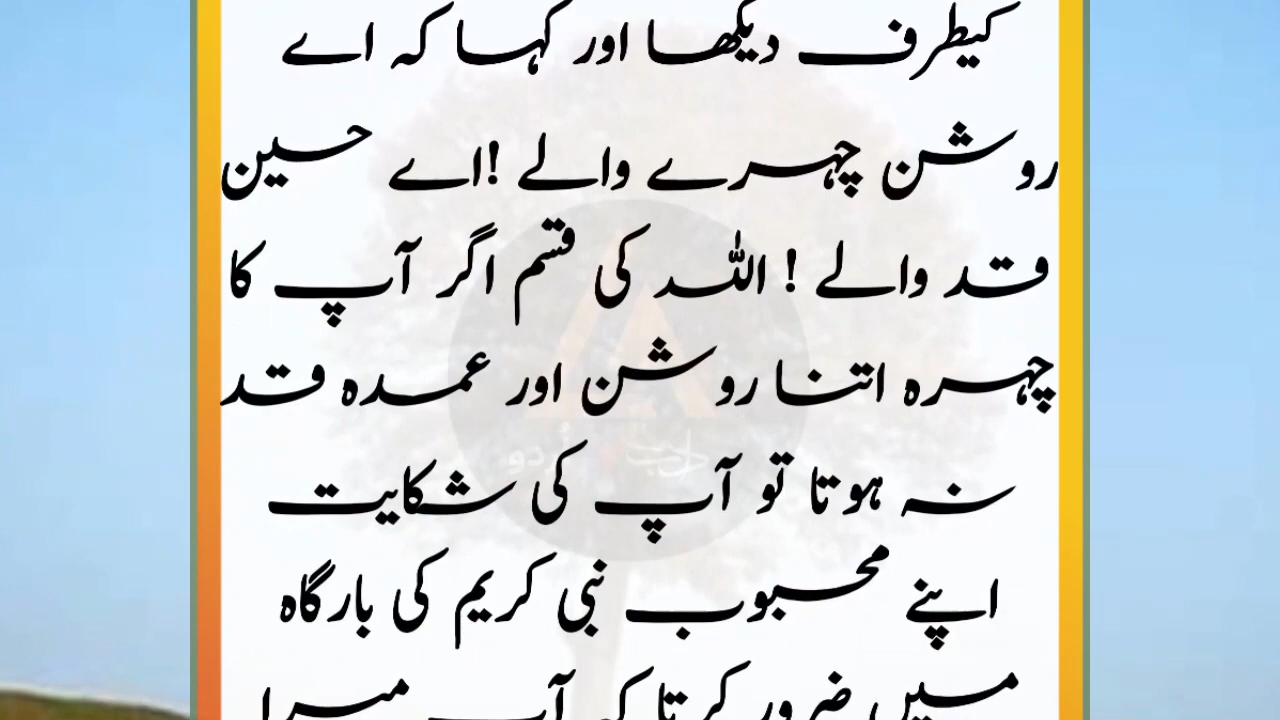 کیطرف دیکھا اور کہا کہ اے
روشن چہرے والے !اے حسین
قد والے ! اللہ کی قسم اگر آپ کا
چہرہ اتنا روشن اور عمدہ قد
نہ ہوتا تو آپ کی شکایت
اپنے محبوب نبی کریم کی بارگاہ
میں ضرور کرتا کہ آپ میرا